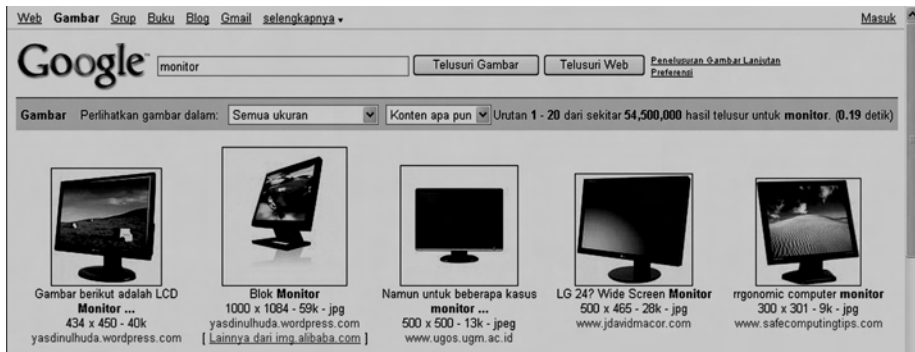 Web Gambar Grup Buku Blog Gmail selengkapnya Masuk
Google™ monitor Telusuri Gambar Telusuri Web Penelusuran Gambar Lanjutan
Preferensi
Gambar Perlihatkan gambar dalam: Semua ukuran Konten apa pun Urutan 1 - 20 dari sekitar 54,500,000 hasil telusur untuk monitor. (0.19 detik)
Gambar berikut adalah LCD
Monitor ...
434 x 450 - 40k
yasdinulhuda.wordpress.com
Blok Monitor
1000 x 1084 - 59k - jpg
yasdinulhuda.wordpress.com
[ Lainnya dari img.alibaba.com ]
Namun untuk beberapa kasus
monitor ...
500 x 500 - 13k - jpeg
www.ugos.ugm.ac.id
LG 24? Wide Screen Monitor
500 x 465 - 28k - jpg
www.jdavidmacor.com
rrgonomic computer monitor
300 x 301 - 9k - jpg
www.safecomputingtips.com